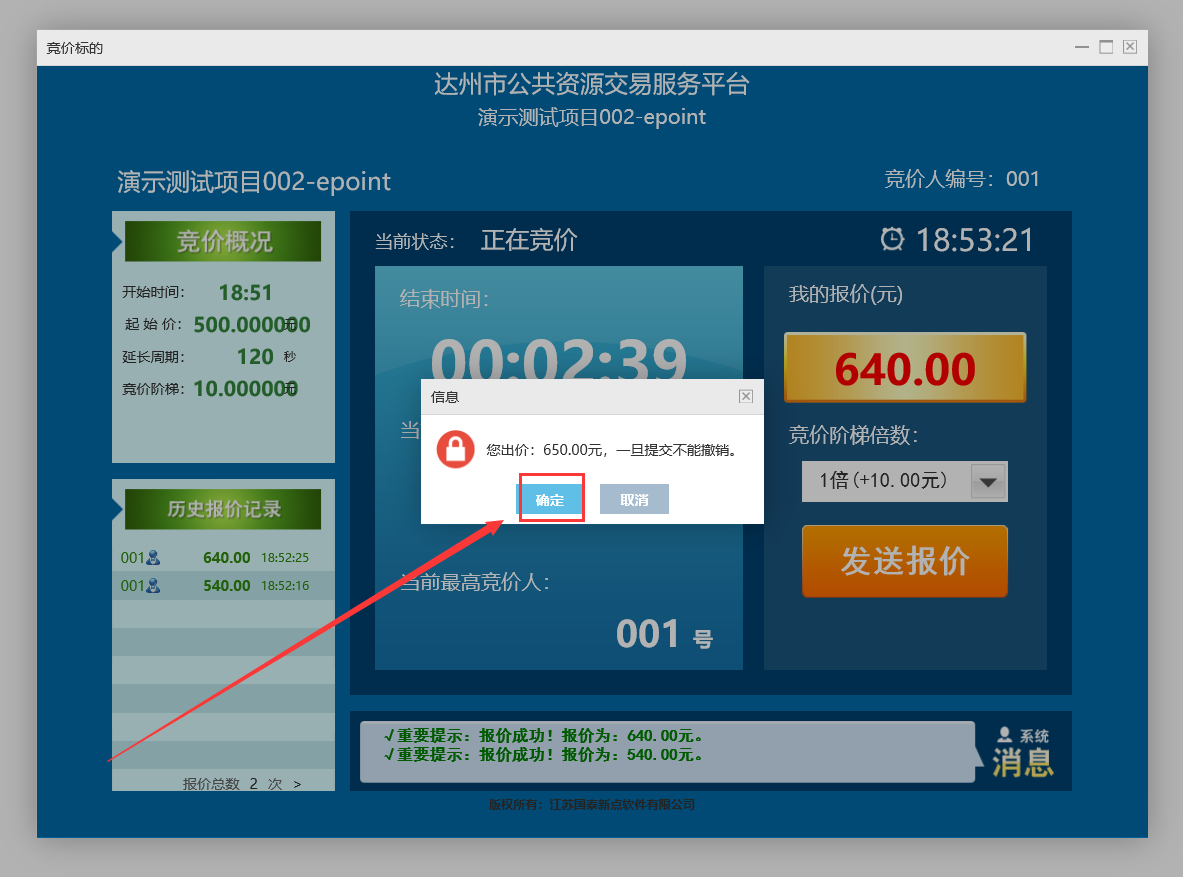 竞价标的
达州市公共资源交易服务平台
演示测试项目002-epoint
演示测试项目002-epoint
竞价人编号：001
竞价概况
开始时间： 18:51
起 始 价： 500.000000 元
延长周期： 120 秒
竞价阶梯： 10.000000 元
历史报价记录
001 640.00 18:52:25
001 540.00 18:52:16
报价总数 2 次 >
当前状态： 正在竞价
18:53:21
结束时间：
00:02:39
当
当前最高竞价人：
001 号
我的报价(元)
640.00
竞价阶梯倍数：
1倍(+10.00元)
发送报价
信息
您出价：650.00元，一旦提交不能撤销。
确定
取消
√重要提示：报价成功！报价为：640.00元。
√重要提示：报价成功！报价为：540.00元。
系统
消息
版权所有：江苏国泰新点软件有限公司